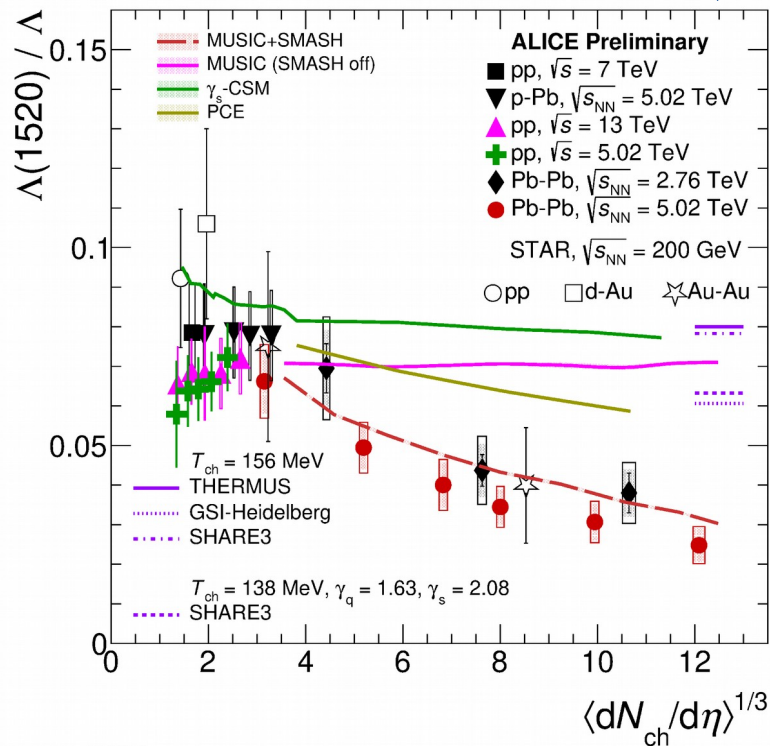 Λ(1520) / Λ
0.15
0.1
0.05
0
MUSIC+SMASH
MUSIC (SMASH off)
γs-CSM
PCE
ALICE Preliminary
pp, √s = 7 TeV
p-Pb, √sNN = 5.02 TeV
pp, √s = 13 TeV
pp, √s = 5.02 TeV
Pb-Pb, √sNN = 2.76 TeV
Pb-Pb, √sNN = 5.02 TeV
STAR, √sNN = 200 GeV
pp d-Au Au-Au
Tch = 156 MeV
THERMUS
GSI-Heidelberg
SHARE3
Tch = 138 MeV, γq = 1.63, γs = 2.08
SHARE3
0 2 4 6 8 10 12
⟨dNch/dη⟩1/3